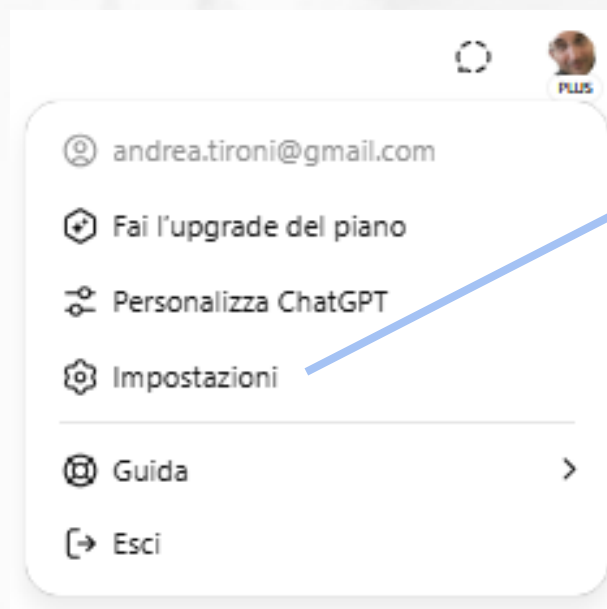 PLUS
andrea.tironi@gmail.com
Fai l'upgrade del piano
Personalizza ChatGPT
Impostazioni
Guida
Esci